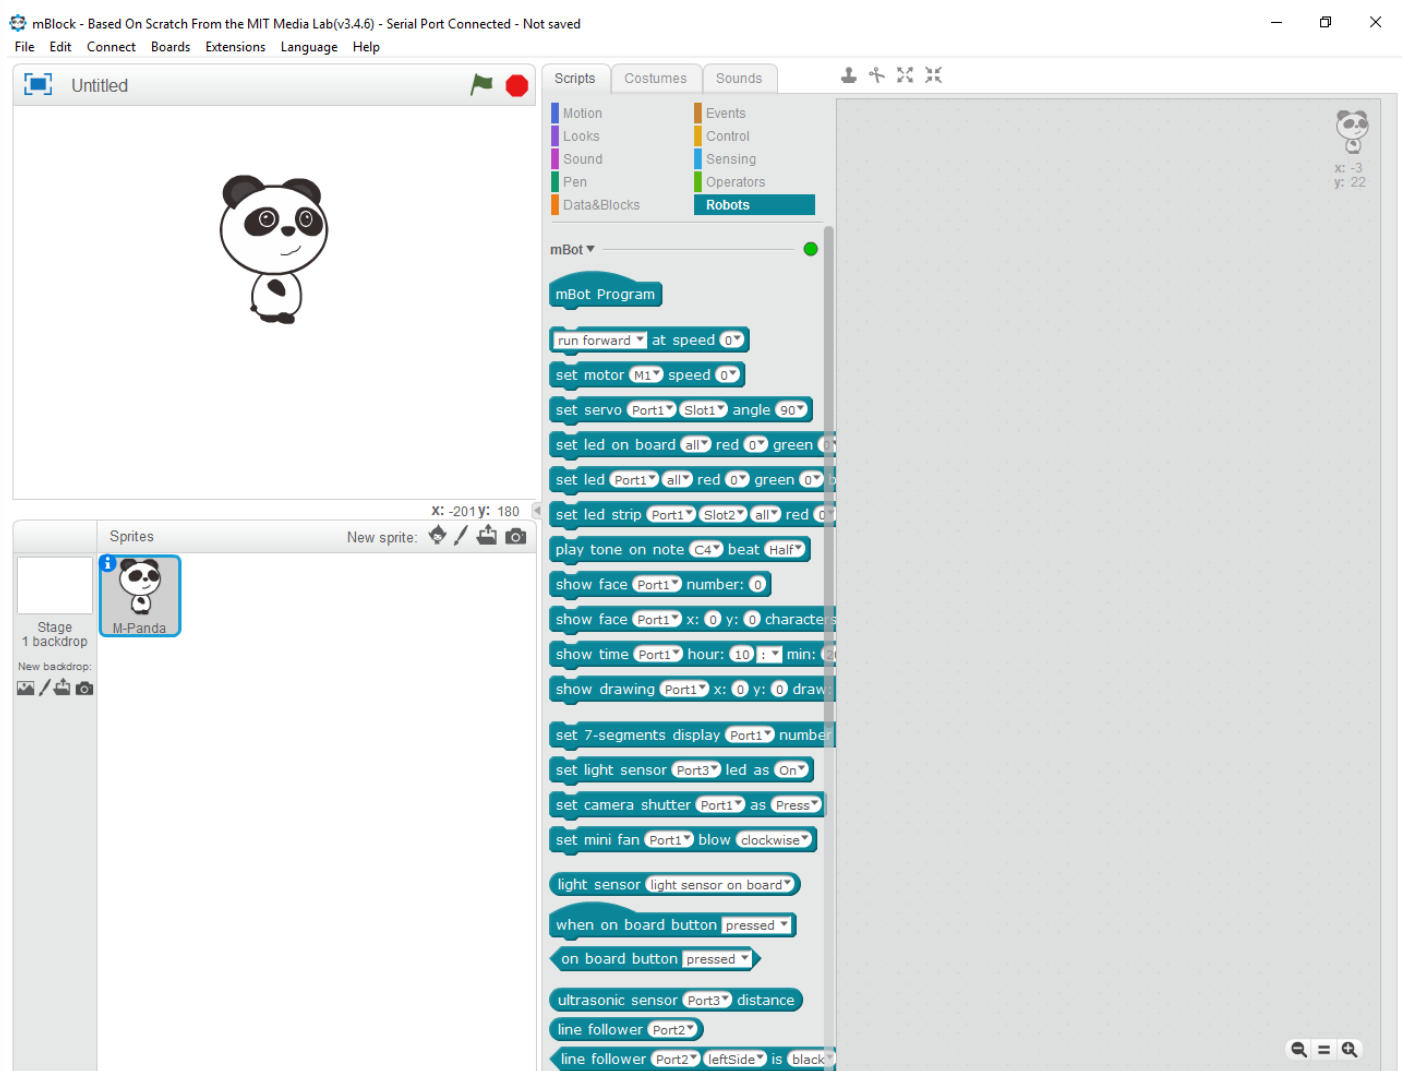 mBlock - Based On Scratch From the MIT Media Lab(v3.4.6) - Serial Port Connected - Not saved
File Edit Connect Boards Extensions Language Help
Untitled
X: -201 y: 180
Sprites New sprite:
M-Panda
Stage
1 backdrop
New backdrop:
Scripts Costumes Sounds
Motion Events
Looks Control
Sound Sensing
Pen Operators
Data&Blocks Robots
mBot
mBot Program
run forward at speed 0
set motor M1 speed 0
set servo Port1 Slot1 angle 90
set led on board all red 0 green 0
set led Port1 all red 0 green 0 b
set led strip Port1 Slot2 all red 0
play tone on note C4 beat Half
show face Port1 number: 0
show face Port1 x: 0 y: 0 characters
show time Port1 hour: 10 : min:
show drawing Port1 x: 0 y: 0 draw:
set 7-segments display Port1 number
set light sensor Port3 led as On
set camera shutter Port1 as Press
set mini fan Port1 blow clockwise
light sensor light sensor on board
when on board button pressed
on board button pressed
ultrasonic sensor Port3 distance
line follower Port2
line follower Port2 leftSide is black
x: -3
y: 22